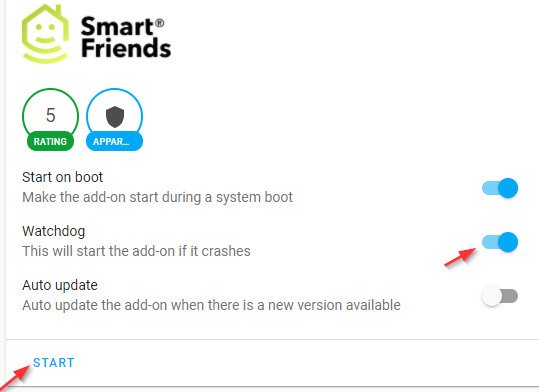 Smart®
Friends
5
RATING
APPAR...
Start on boot
Make the add-on start during a system boot
Watchdog
This will start the add-on if it crashes
Auto update
Auto update the add-on when there is a new version available
START